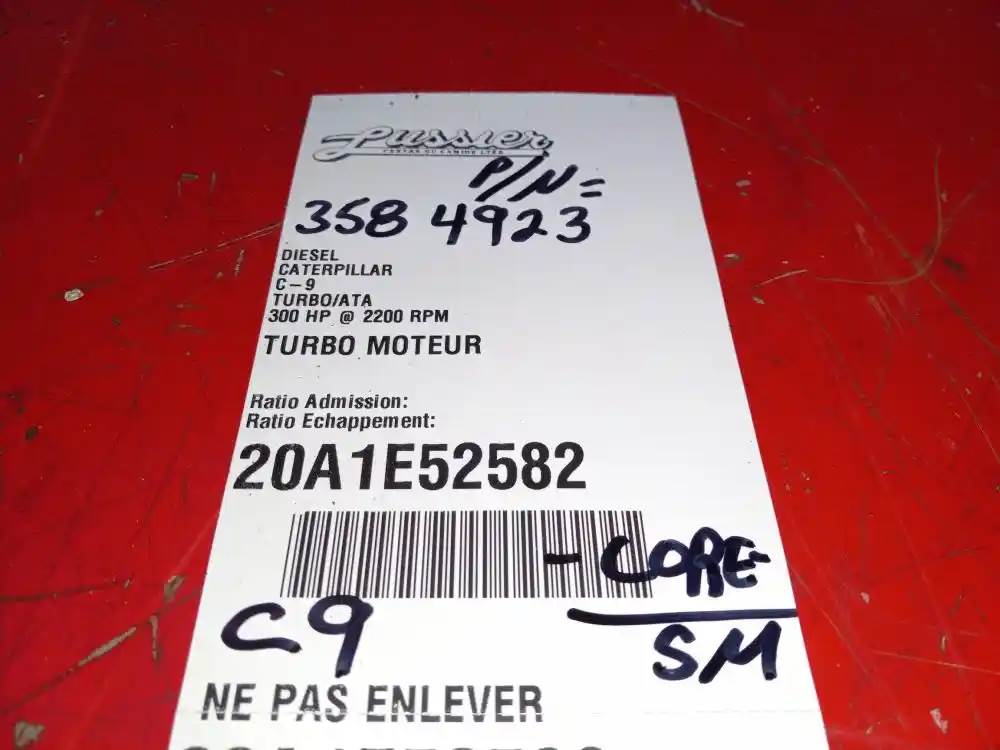 Lussier
P/N=
358 4923
DIESEL
CATERPILLAR
C-9
TURBO/ATA
300 HP @ 2200 RPM
TURBO MOTEUR
Ratio Admission:
Ratio Echappement:
20A1E52582
-CORE-
C9
SM
NE PAS ENLEVER